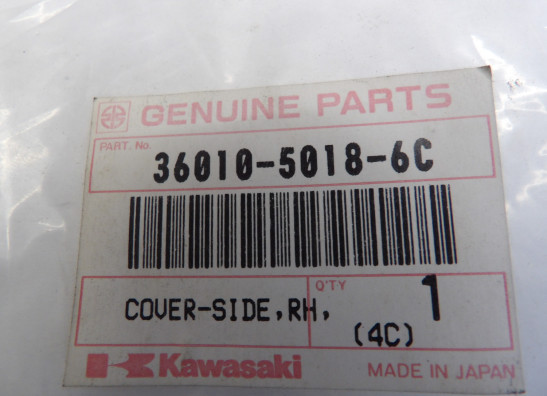 GENUINE PARTS
PART. No.
36010-5018-6C
COVER-SIDE,RH,
Q'TY
1
(4C)
Kawasaki
MADE IN JAPAN